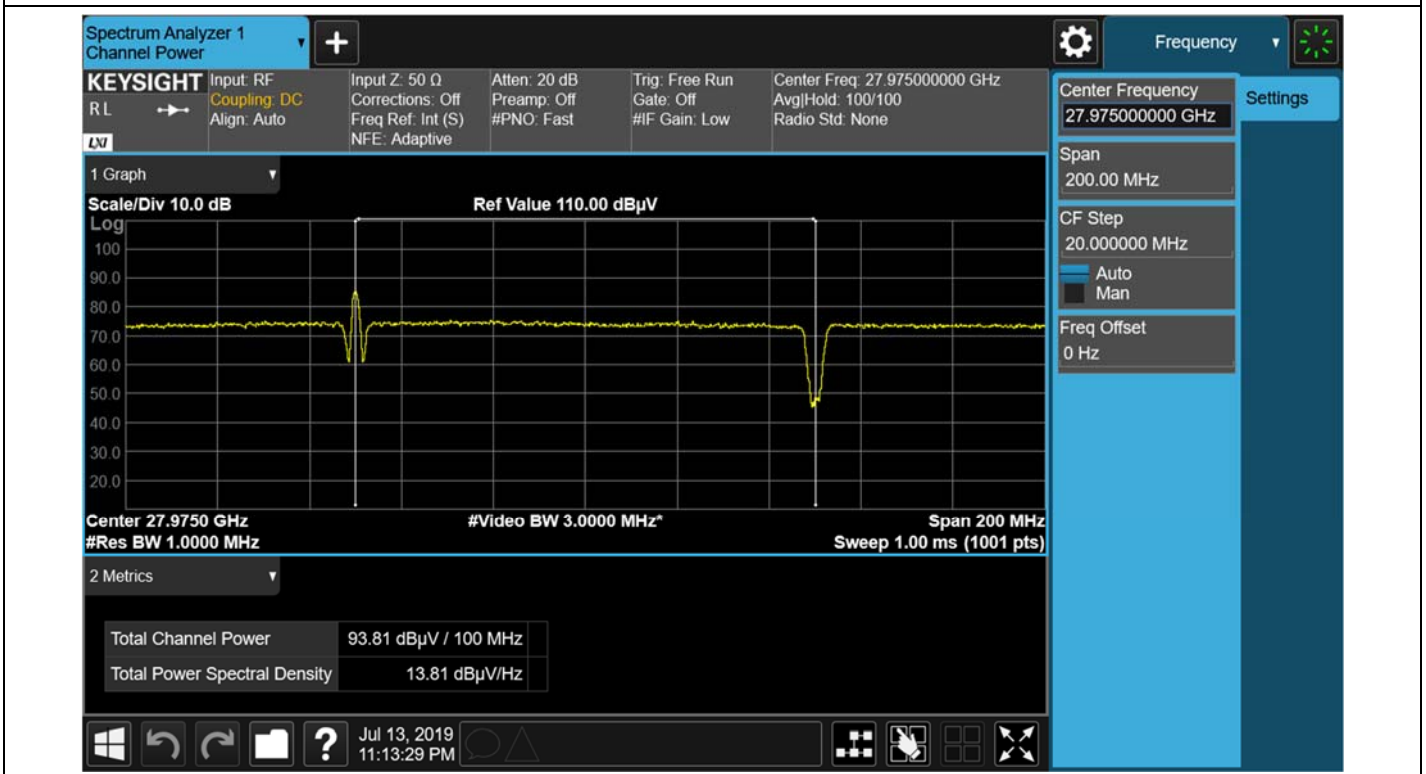 Spectrum Analyzer 1
Channel Power
Frequency
KEYSIGHT
RL
LXI
Input: RF
Coupling: DC
Align: Auto
Input Z: 50 Ω
Corrections: Off
Freq Ref: Int (S)
NFE: Adaptive
Atten: 20 dB
Preamp: Off
#PNO: Fast
Trig: Free Run
Gate: Off
#IF Gain: Low
Center Freq: 27.975000000 GHz
Avg|Hold: 100/100
Radio Std: None
Center Frequency
27.975000000 GHz
Settings
Span
200.00 MHz
CF Step
20.000000 MHz
Auto
Man
Freq Offset
0 Hz
1 Graph
Scale/Div 10.0 dB
Ref Value 110.00 dBµV
Log
100
90.0
80.0
70.0
60.0
50.0
40.0
30.0
20.0
Center 27.9750 GHz
#Video BW 3.0000 MHz*
Span 200 MHz
#Res BW 1.0000 MHz
Sweep 1.00 ms (1001 pts)
2 Metrics
Total Channel Power 93.81 dBµV / 100 MHz
Total Power Spectral Density 13.81 dBµV/Hz
?
Jul 13, 2019
11:13:29 PM